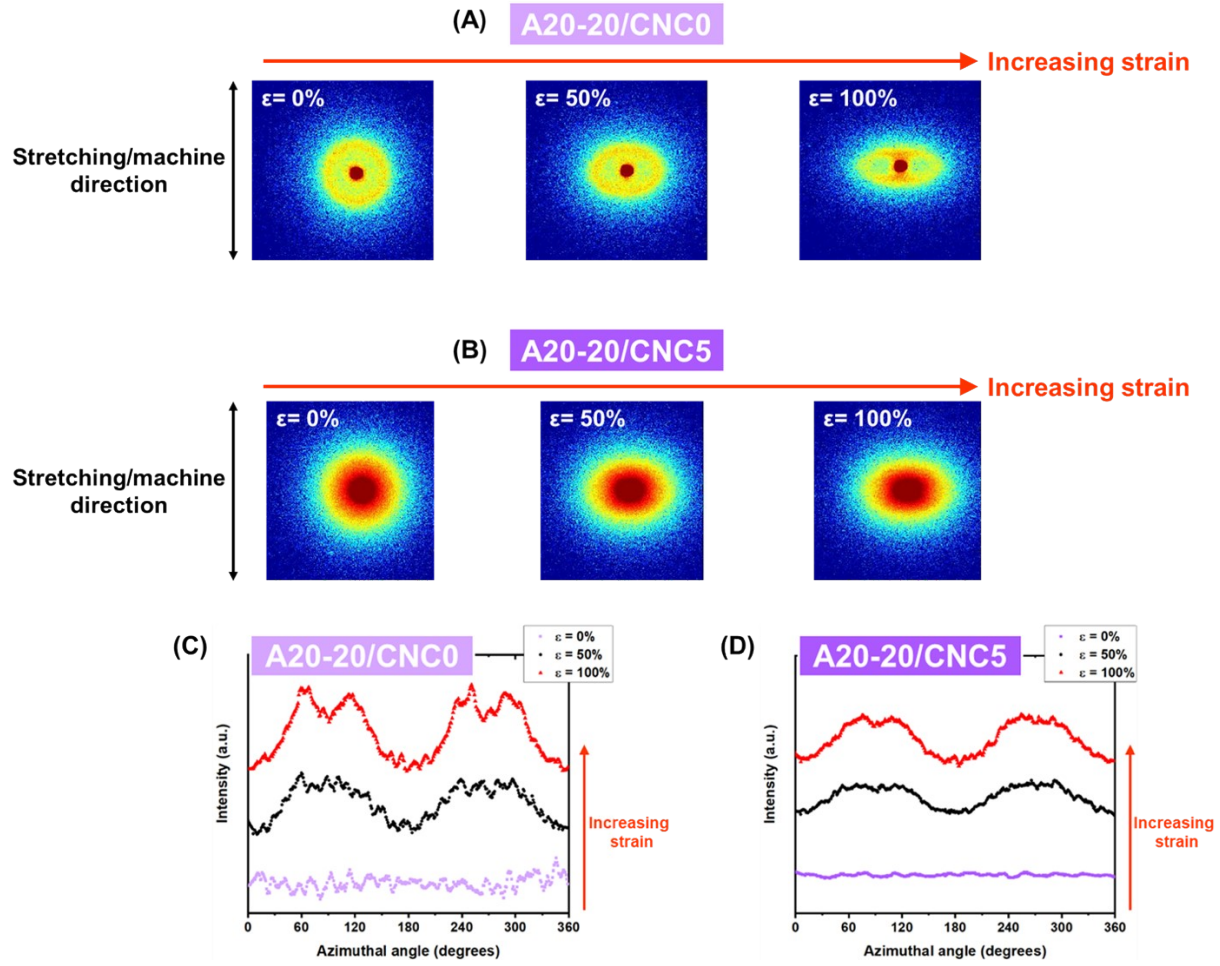 (A) A20-20/CNC0
Increasing strain
ε= 0%
ε= 50%
ε= 100%
Stretching/machine
direction
(B) A20-20/CNC5
Increasing strain
ε= 0%
ε= 50%
ε= 100%
Stretching/machine
direction
(C) A20-20/CNC0
ε = 0%
ε = 50%
ε = 100%
Intensity (a.u.)
Increasing
strain
0 60 120 180 240 300 360
Azimuthal angle (degrees)
(D) A20-20/CNC5
ε = 0%
ε = 50%
ε = 100%
Intensity (a.u.)
Increasing
strain
0 60 120 180 240 300 360
Azimuthal angle (degrees)